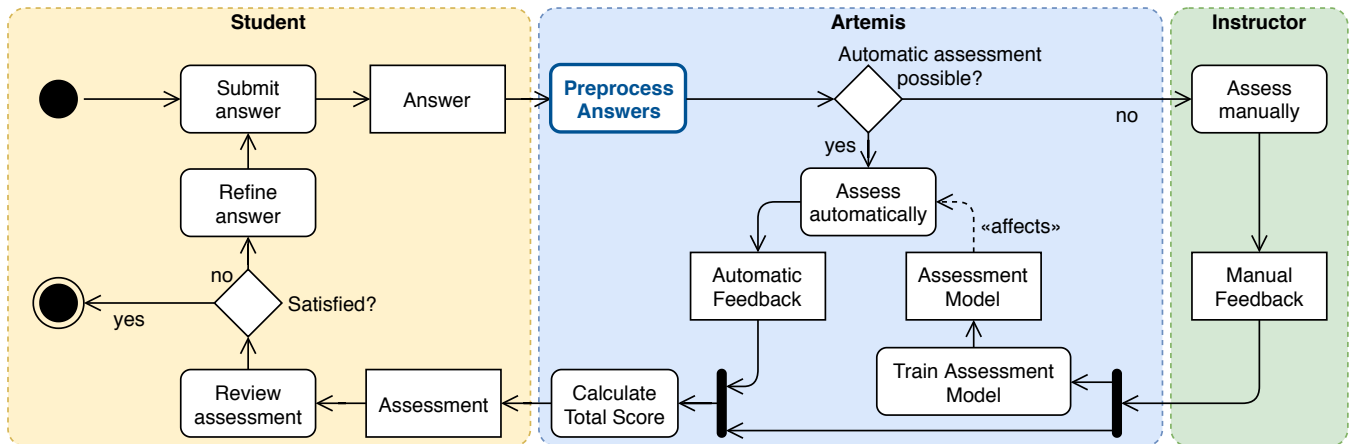 Student
Artemis
Instructor
Automatic assessment
possible?
Submit
answer
Answer
Preprocess
Answers
Assess
manually
no
yes
Refine
answer
Assess
automatically
«affects»
no
Satisfied?
yes
Automatic
Feedback
Assessment
Model
Manual
Feedback
Review
assessment
Assessment
Calculate
Total Score
Train Assessment
Model